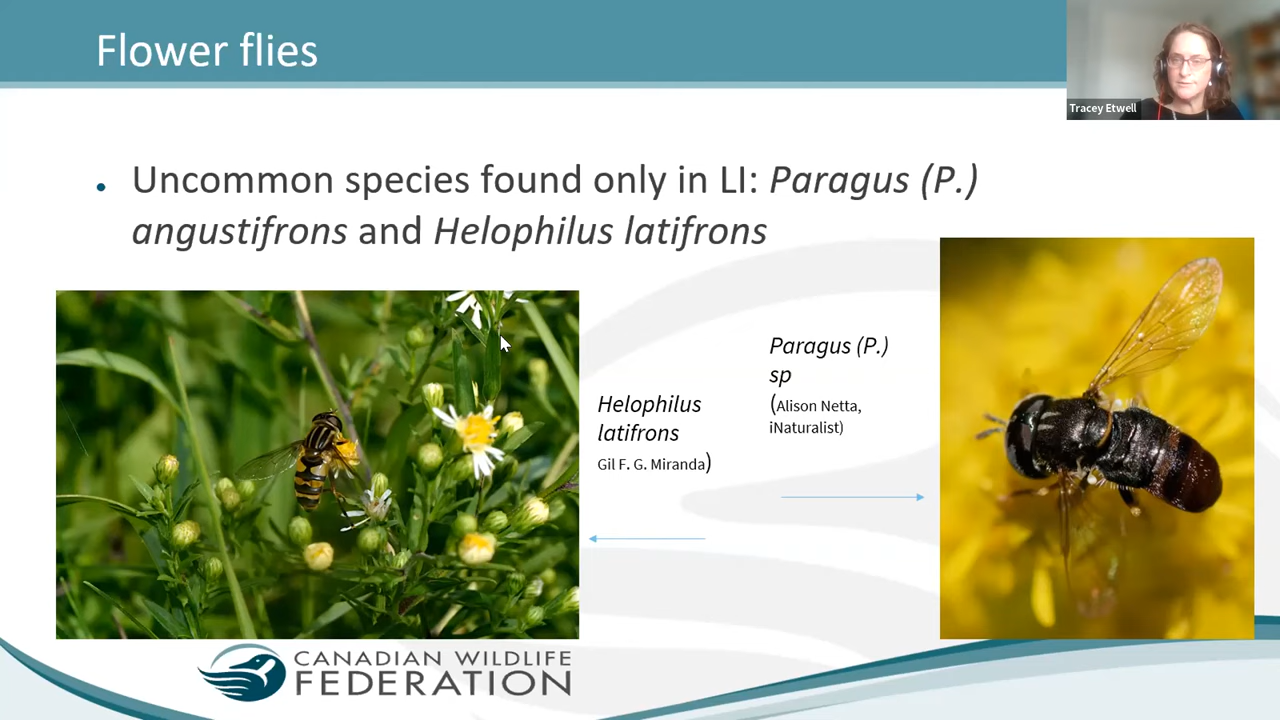 Flower flies
Tracey Etwell
• Uncommon species found only in LI: Paragus (P.)
angustifrons and Helophilus latifrons
Paragus (P.)
sp
(Alison Netta,
iNaturalist)
Helophilus
latifrons
Gil F. G. Miranda)
CANADIAN WILDLIFE
FEDERATION